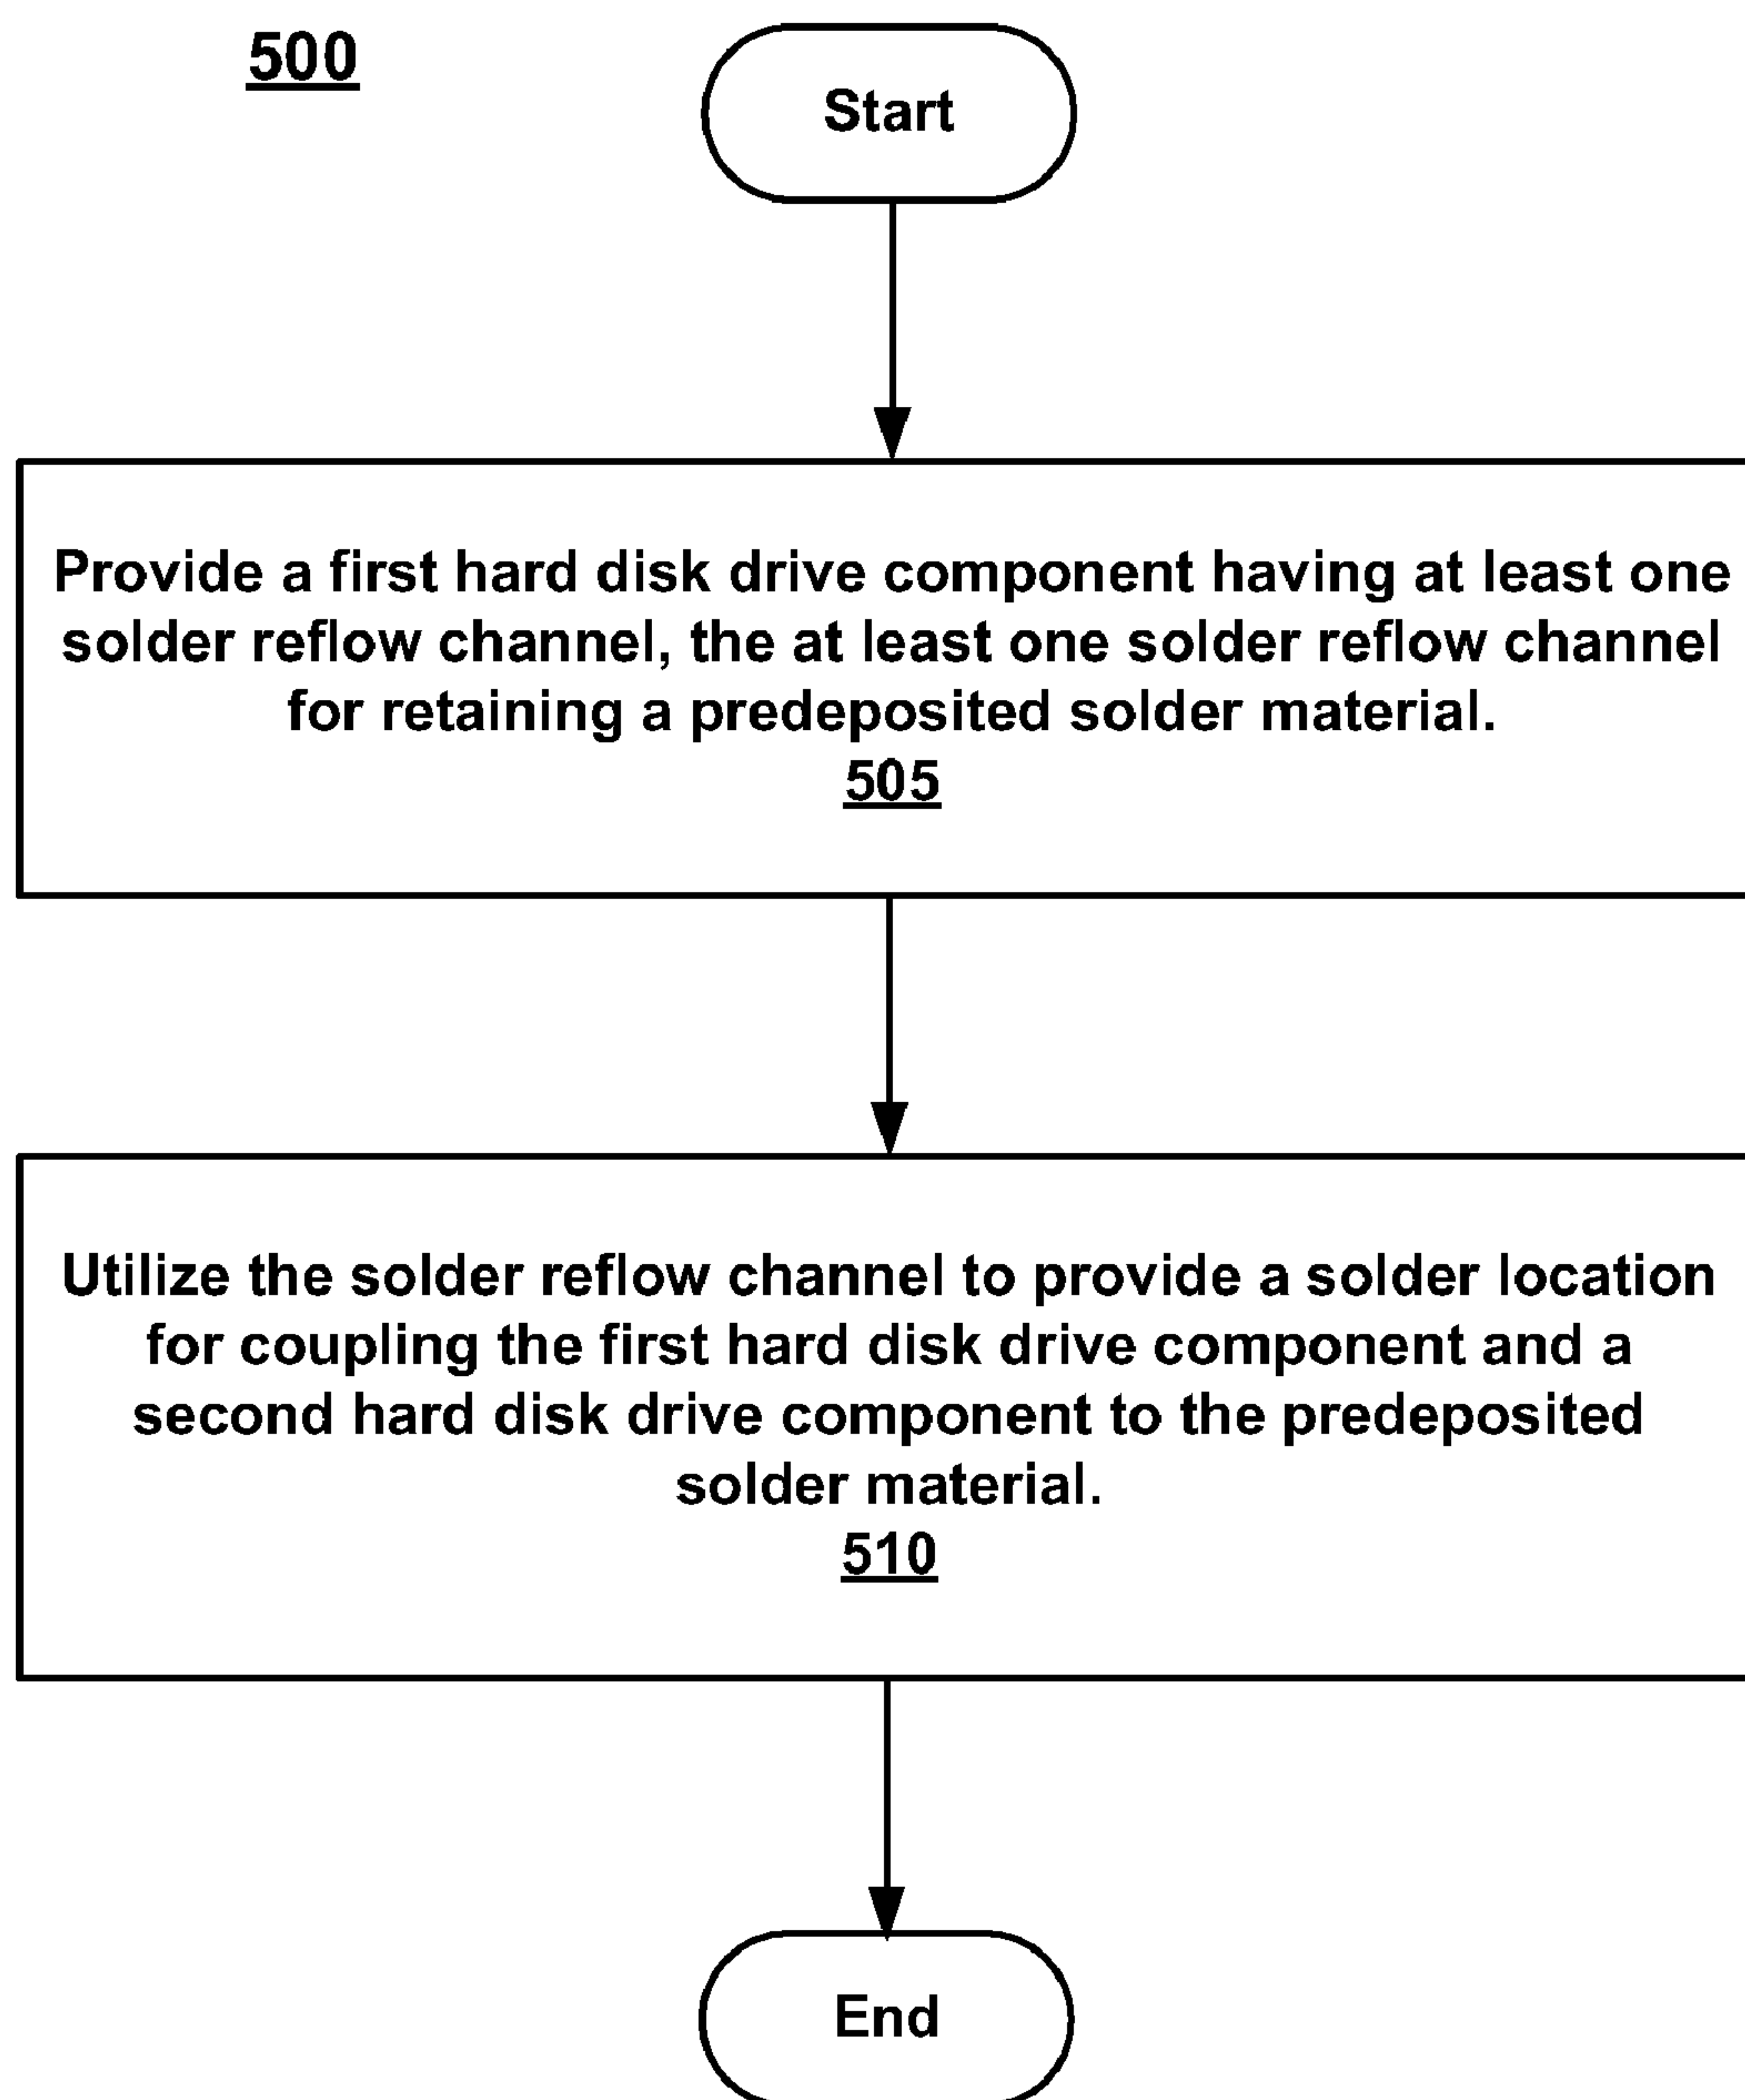 500
Start
Provide a first hard disk drive component having at least one
solder reflow channel, the at least one solder reflow channel
for retaining a predeposited solder material.
505
Utilize the solder reflow channel to provide a solder location
for coupling the first hard disk drive component and a
second hard disk drive component to the predeposited
solder material.
510
End